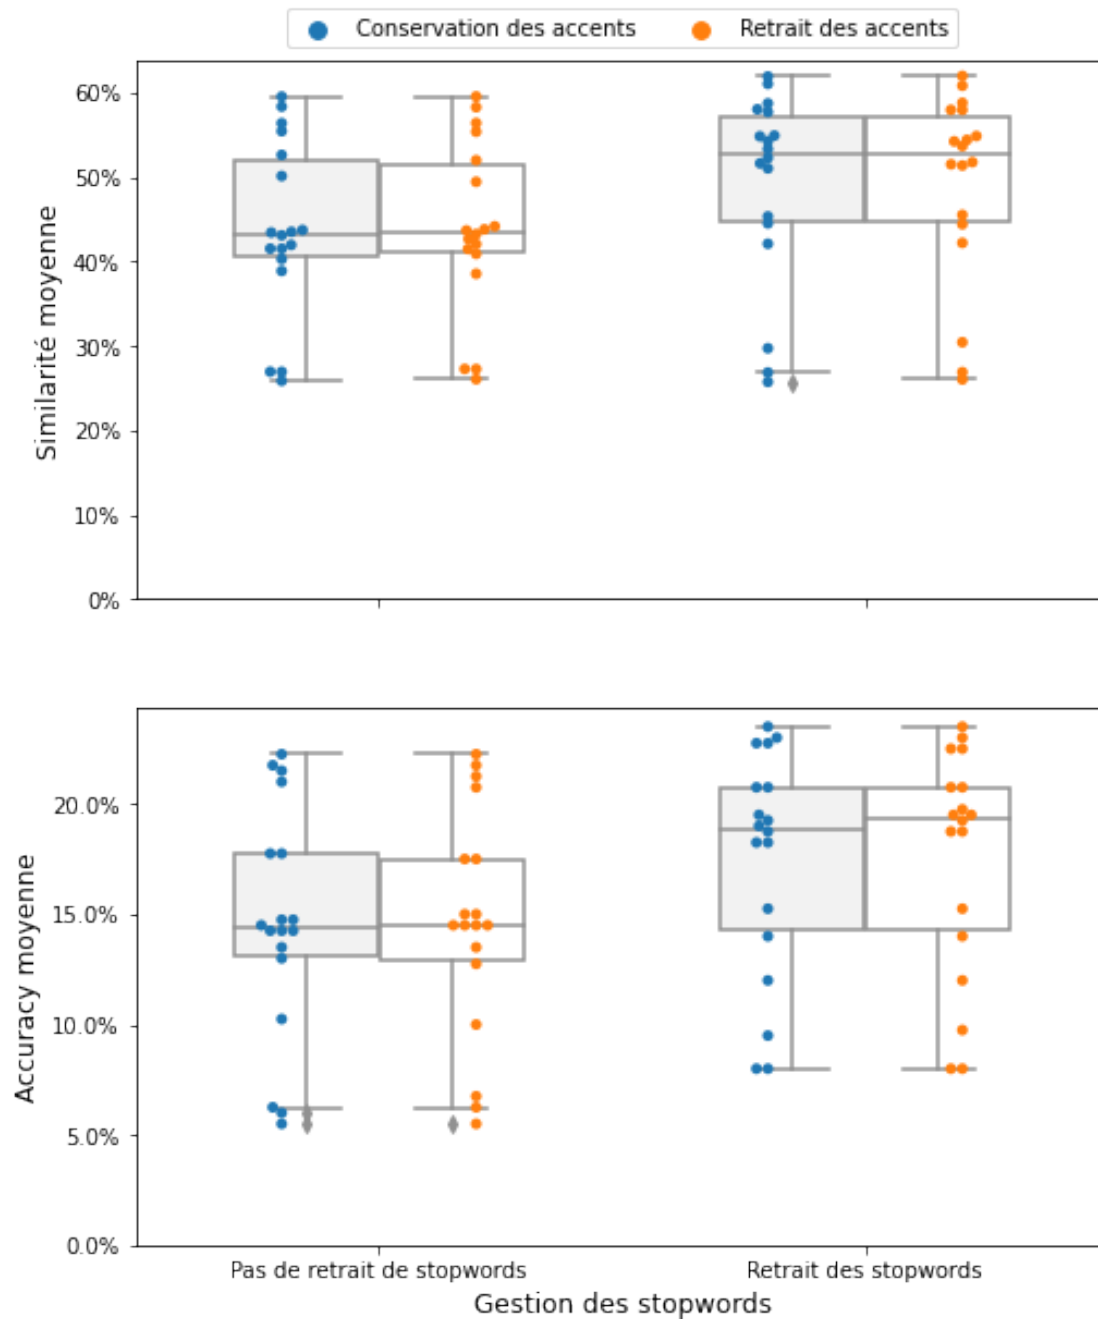 Conservation des accents Retrait des accents
60%
50%
40%
30%
20%
10%
0%
Similarité moyenne
20.0%
15.0%
10.0%
5.0%
0.0%
Accuracy moyenne
Pas de retrait de stopwords Retrait des stopwords
Gestion des stopwords